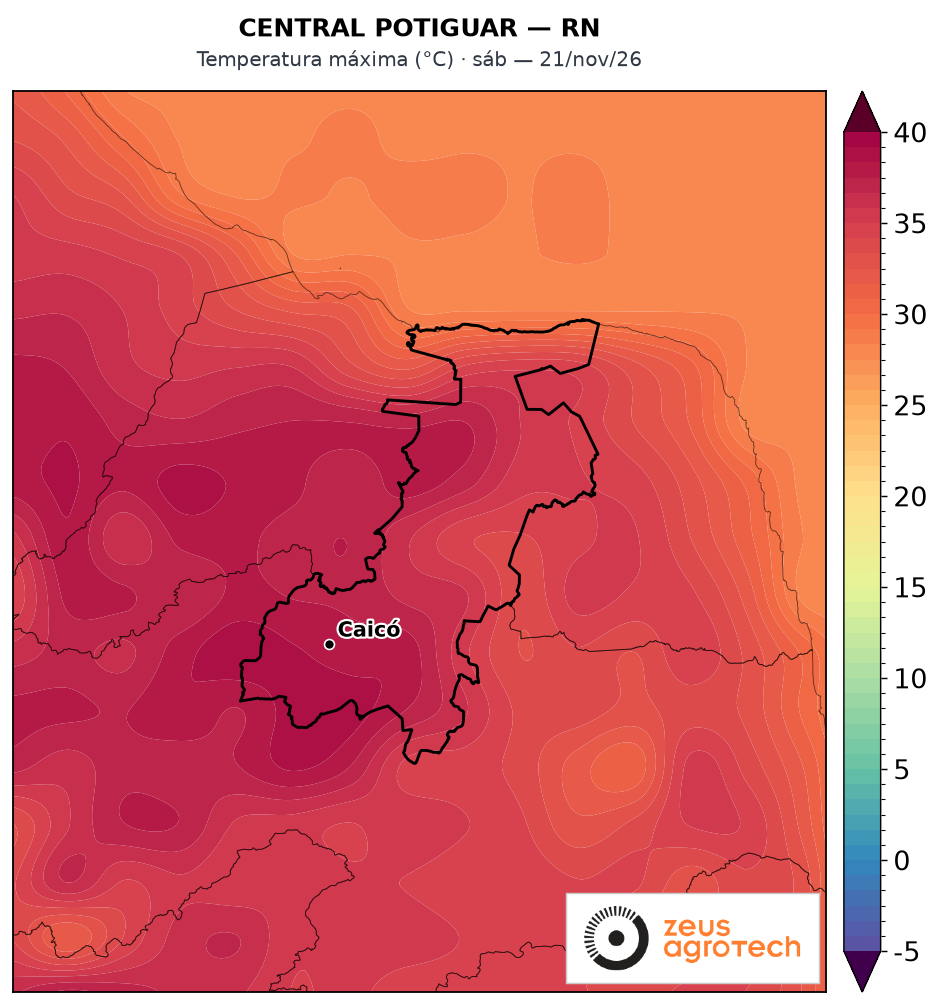 CENTRAL POTIGUAR — RN
Temperatura máxima (°C) · sáb — 21/nov/26
40
35
30
25
20
15
10
5
0
-5
Caicó
zeus
agrotech